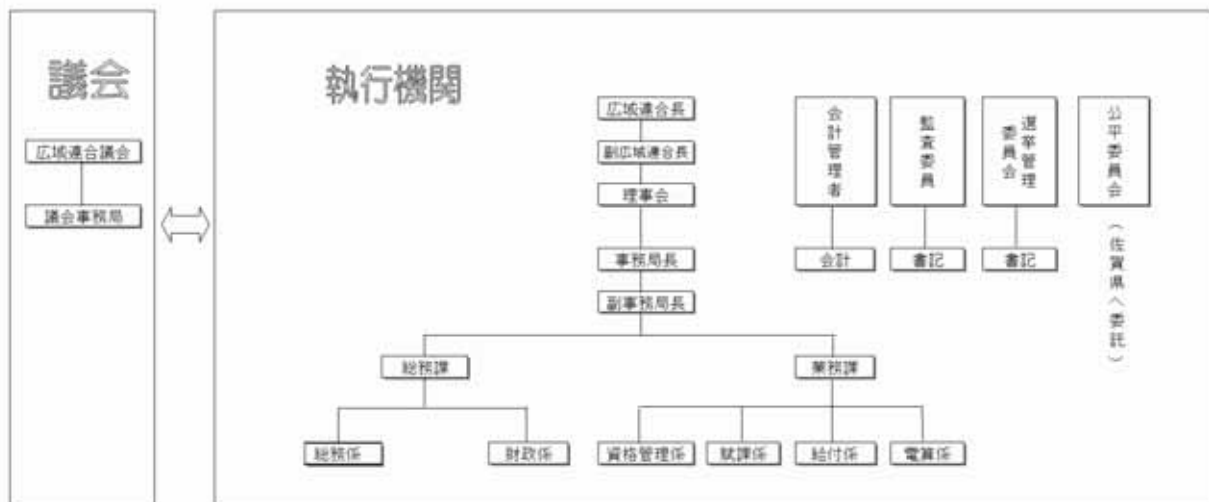 議会
広域連合議会
議会事務局
執行機関
広域連合長
副広域連合長
理事会
事務局長
副事務局長
総務課
総務係
財政係
業務課
資格管理係
賦課係
給付係
電算係
会計管理者
会計
監査委員
書記
選挙管理
委員会
書記
公平委員会
（佐賀県へ委託）